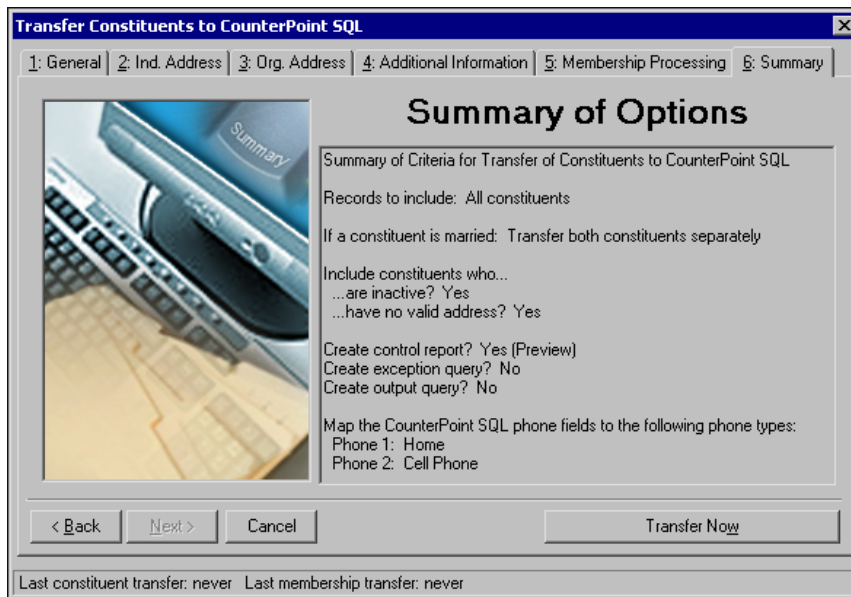 Transfer Constituents to CounterPoint SQL
1: General 2: Ind. Address 3: Org. Address 4: Additional Information 5: Membership Processing 6: Summary
Summary
Summary of Options
Summary of Criteria for Transfer of Constituents to CounterPoint SQL
Records to include: All constituents
If a constituent is married: Transfer both constituents separately
Include constituents who...
...are inactive? Yes
...have no valid address? Yes
Create control report? Yes (Preview)
Create exception query? No
Create output query? No
Map the CounterPoint SQL phone fields to the following phone types:
Phone 1: Home
Phone 2: Cell Phone
< Back Next > Cancel Transfer Now
Last constituent transfer: never Last membership transfer: never